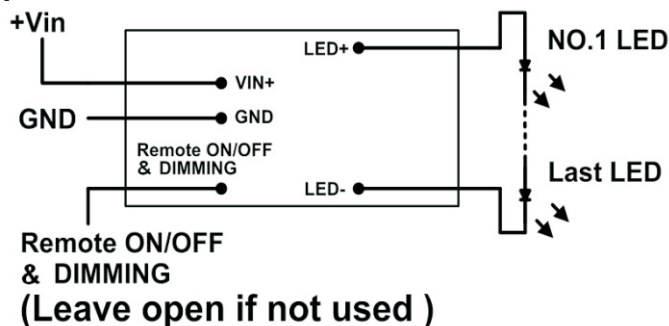 +Vin
LED+
NO.1 LED
VIN+
GND
GND
Remote ON/OFF
& DIMMING
LED-
Last LED
Remote ON/OFF
& DIMMING
(Leave open if not used )